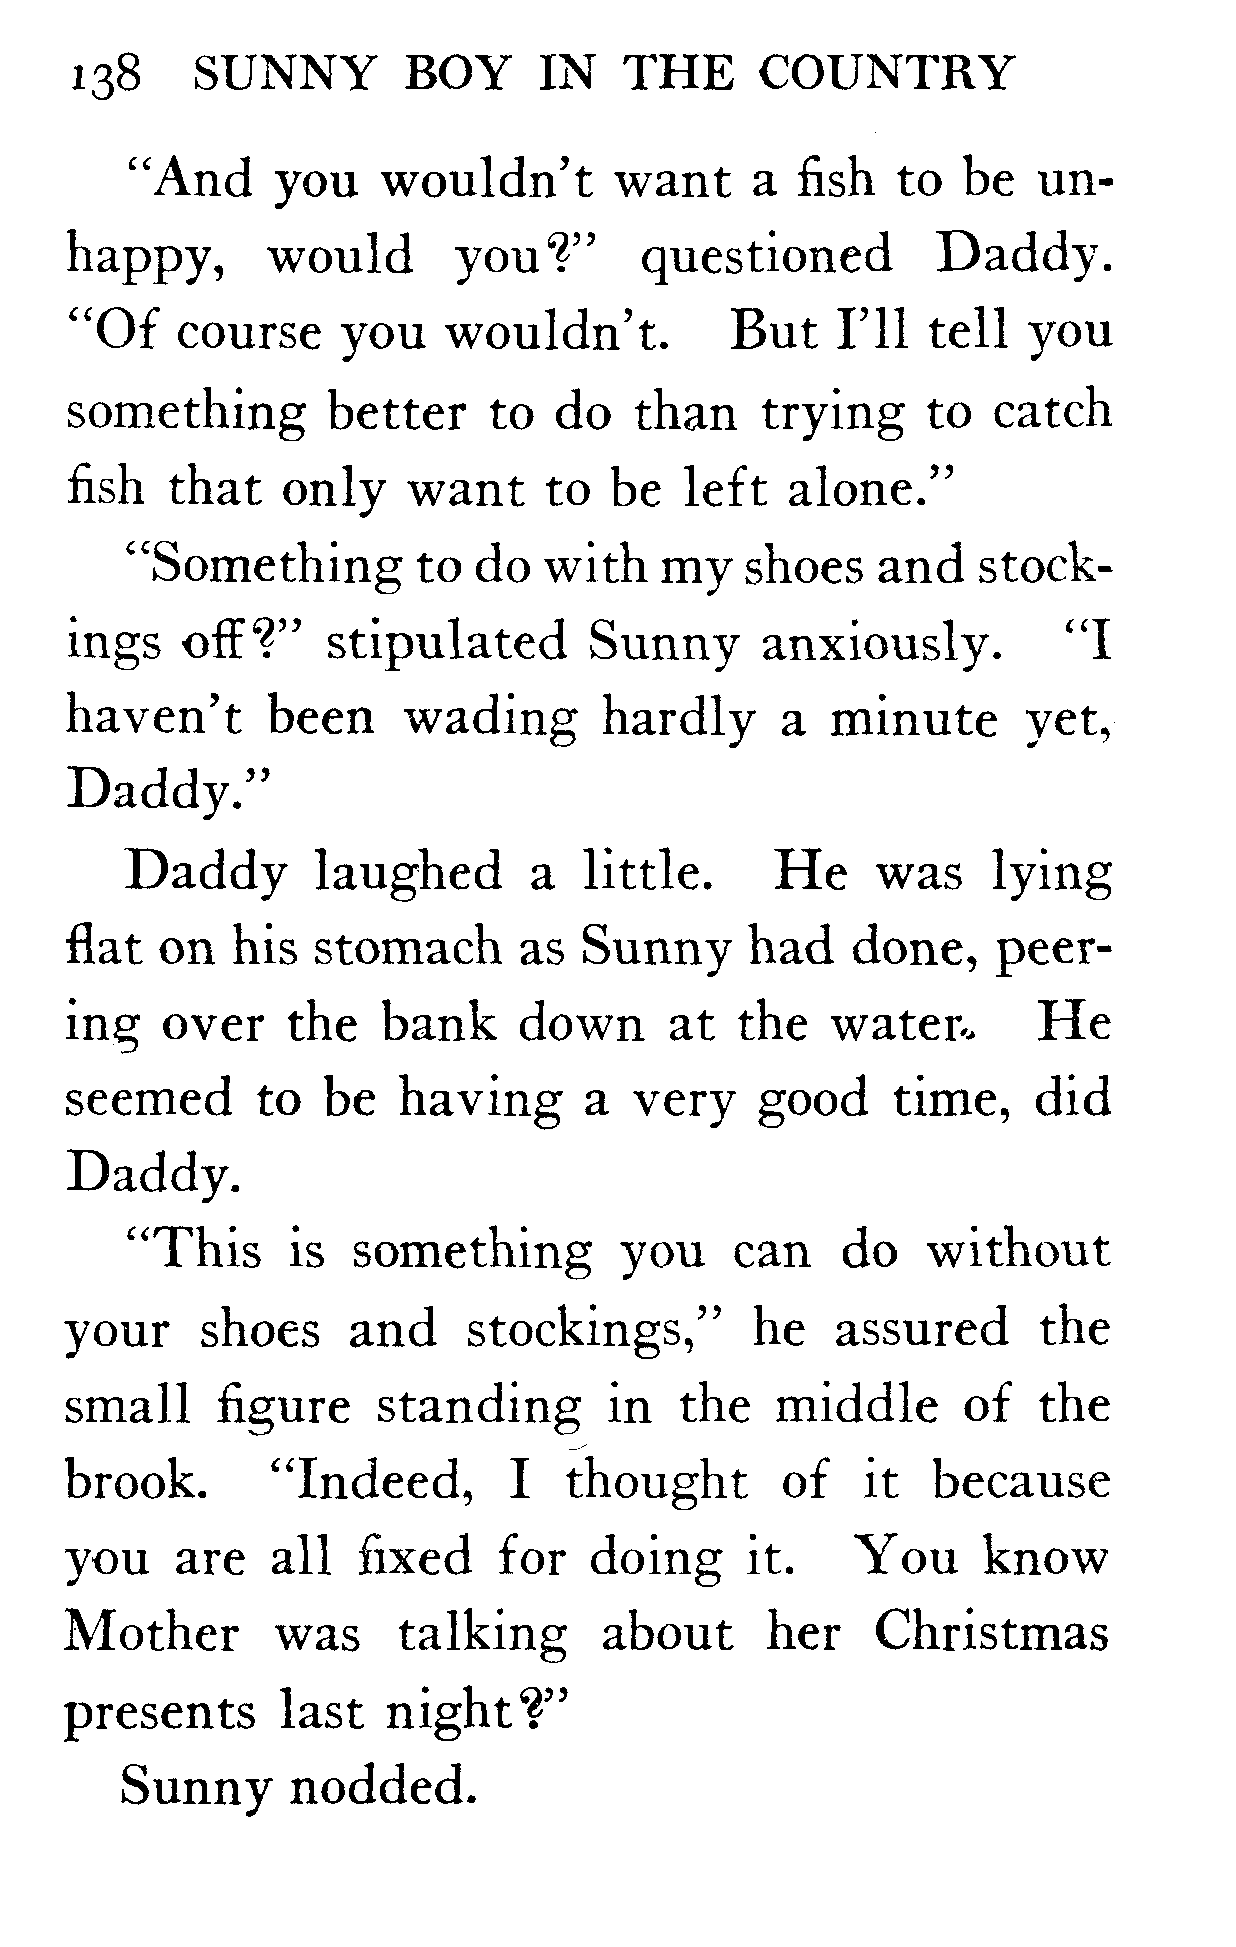 138 SUNNY BOY IN THE COUNTRY
“And you wouldn’t want a fish to be un-
happy, would you?” questioned Daddy.
“Of course you wouldn’t. But I’ll tell you
something better to do than trying to catch
fish that only want to be left alone.”
“Something to do with my shoes and stock-
ings off?” stipulated Sunny anxiously. “I
haven’t been wading hardly a minute yet,
Daddy.”
Daddy laughed a little. He was lying
flat on his stomach as Sunny had done, peer-
ing over the bank down at the water. He
seemed to be having a very good time, did
Daddy.
“This is something you can do without
your shoes and stockings,” he assured the
small figure standing in the middle of the
brook. “Indeed, I thought of it because
you are all fixed for doing it. You know
Mother was talking about her Christmas
presents last night?”
Sunny nodded.